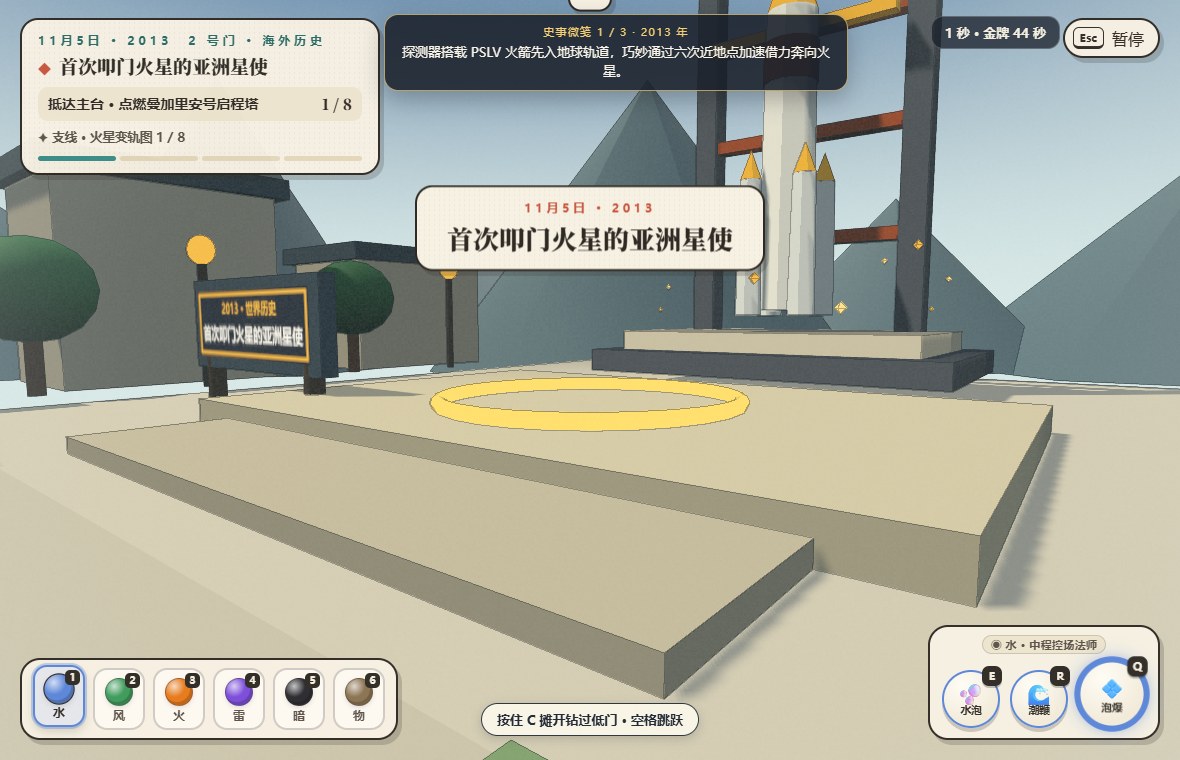 11月5日 · 2013 2号门 · 海外历史
◆ 首次叩门火星的亚洲星使
抵达主台 · 点燃曼加里安号启程塔 1 / 8
✦ 支线 · 火星变轨图 1 / 8
史事微笺 1 / 3 · 2013 年
探测器搭载 PSLV 火箭先入地球轨道，巧妙通过六次近地点加速借力奔向火
星。
1 秒 · 金牌 44 秒
Esc 暂停
11月5日 · 2013
首次叩门火星的亚洲星使
2013 · 世界历史
首次叩门火星的亚洲星使
1 水
2 风
3 火
4 雷
5 暗
6 物
按住 C 摊开钻过低门 · 空格跳跃
◉ 水 · 中程控场法师
E 水泡
R 潮鞭
Q 泡爆